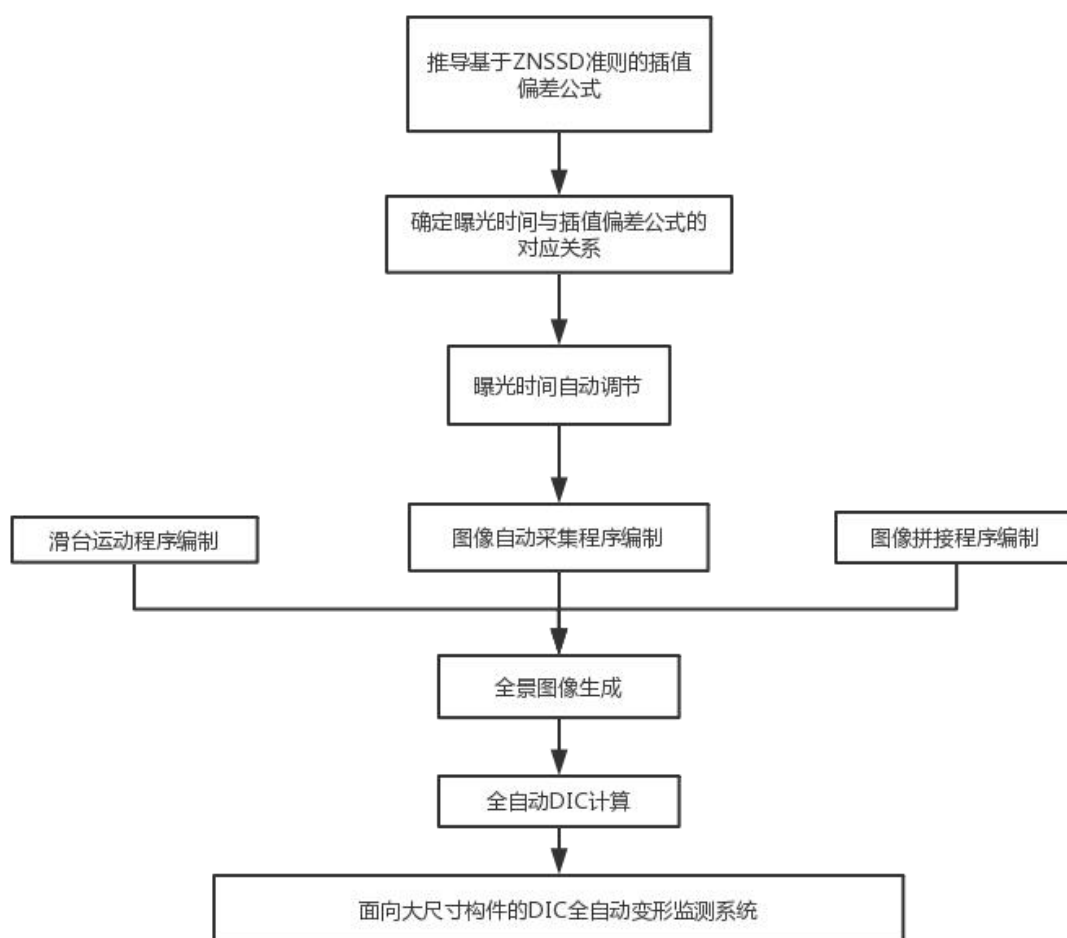 推导基于ZNSSD准则的插值
偏差公式
确定曝光时间与插值偏差公式的
对应关系
曝光时间自动调节
滑台运动程序编制
图像自动采集程序编制
图像拼接程序编制
全景图像生成
全自动DIC计算
面向大尺寸构件的DIC全自动变形监测系统